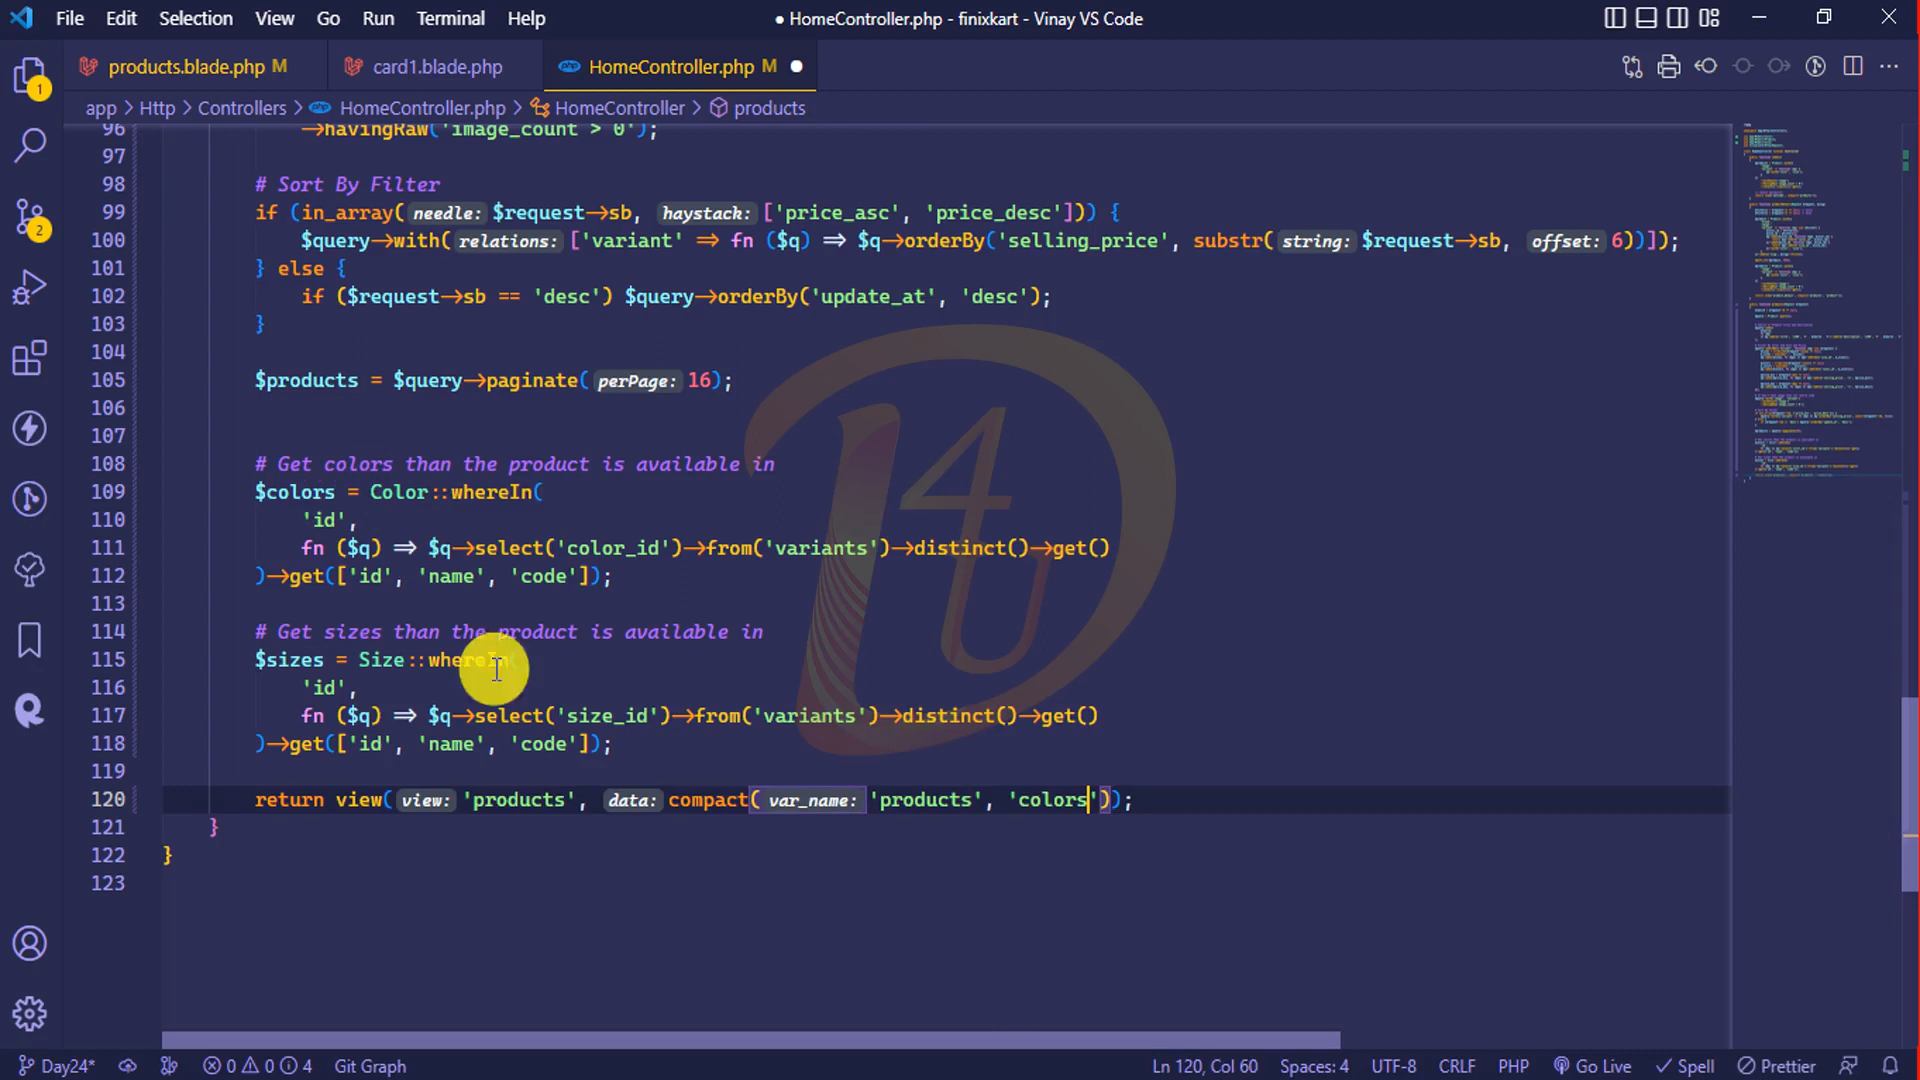 File Edit Selection View Go Run Terminal Help ● HomeController.php - finixkart - Vinay VS Code
products.blade.php M card1.blade.php HomeController.php M
app > Http > Controllers > HomeController.php > HomeController > products
96 →havingRaw('image_count > 0');
97
98 # Sort By Filter
99 if (in_array(needle: $request→sb, haystack: ['price_asc', 'price_desc'])) {
100 $query→with(relations: ['variant' ⇒ fn ($q) ⇒ $q→orderBy('selling_price', substr(string: $request→sb, offset: 6))]);
101 } else {
102 if ($request→sb == 'desc') $query→orderBy('update_at', 'desc');
103 }
104
105 $products = $query→paginate(perPage: 16);
106
107
108 # Get colors than the product is available in
109 $colors = Color::whereIn(
110 'id',
111 fn ($q) ⇒ $q→select('color_id')→from('variants')→distinct()→get()
112 )→get(['id', 'name', 'code']);
113
114 # Get sizes than the product is available in
115 $sizes = Size::whereIn(
116 'id',
117 fn ($q) ⇒ $q→select('size_id')→from('variants')→distinct()→get()
118 )→get(['id', 'name', 'code']);
119
120 return view(view: 'products', data: compact(var_name: 'products', 'colors'));
121 }
122 }
123
1
2
Day24* 0 0 4 Git Graph Ln 120, Col 60 Spaces: 4 UTF-8 CRLF PHP Go Live Spell Prettier